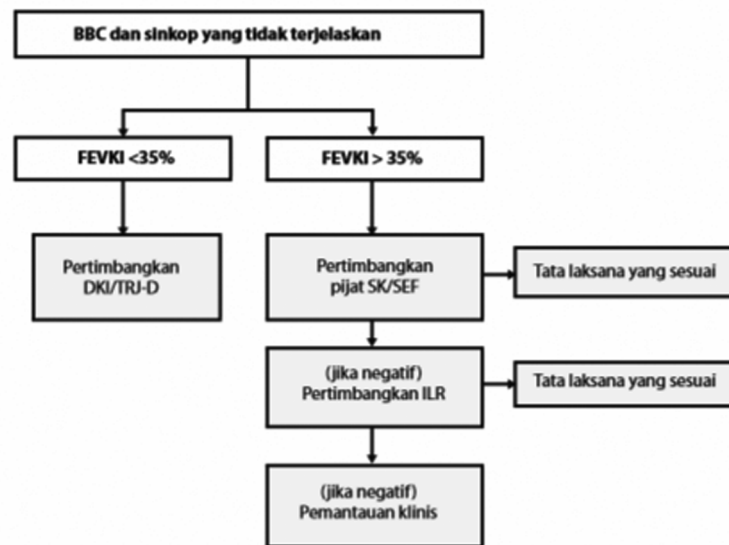 BBC dan sinkop yang tidak terjelaskan
FEVKI <35%
FEVKI > 35%
Pertimbangkan
DKI/TRJ-D
Pertimbangkan
pijat SK/SEF
Tata laksana yang sesuai
(jika negatif)
Pertimbangkan ILR
Tata laksana yang sesuai
(jika negatif)
Pemantauan klinis